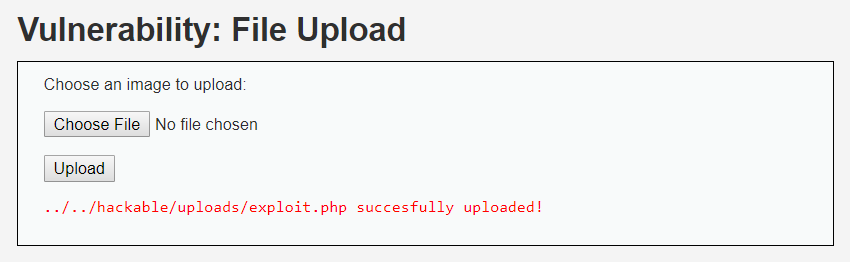 Vulnerability: File Upload
Choose an image to upload:
Choose File No file chosen
Upload
../../hackable/uploads/exploit.php succesfully uploaded!